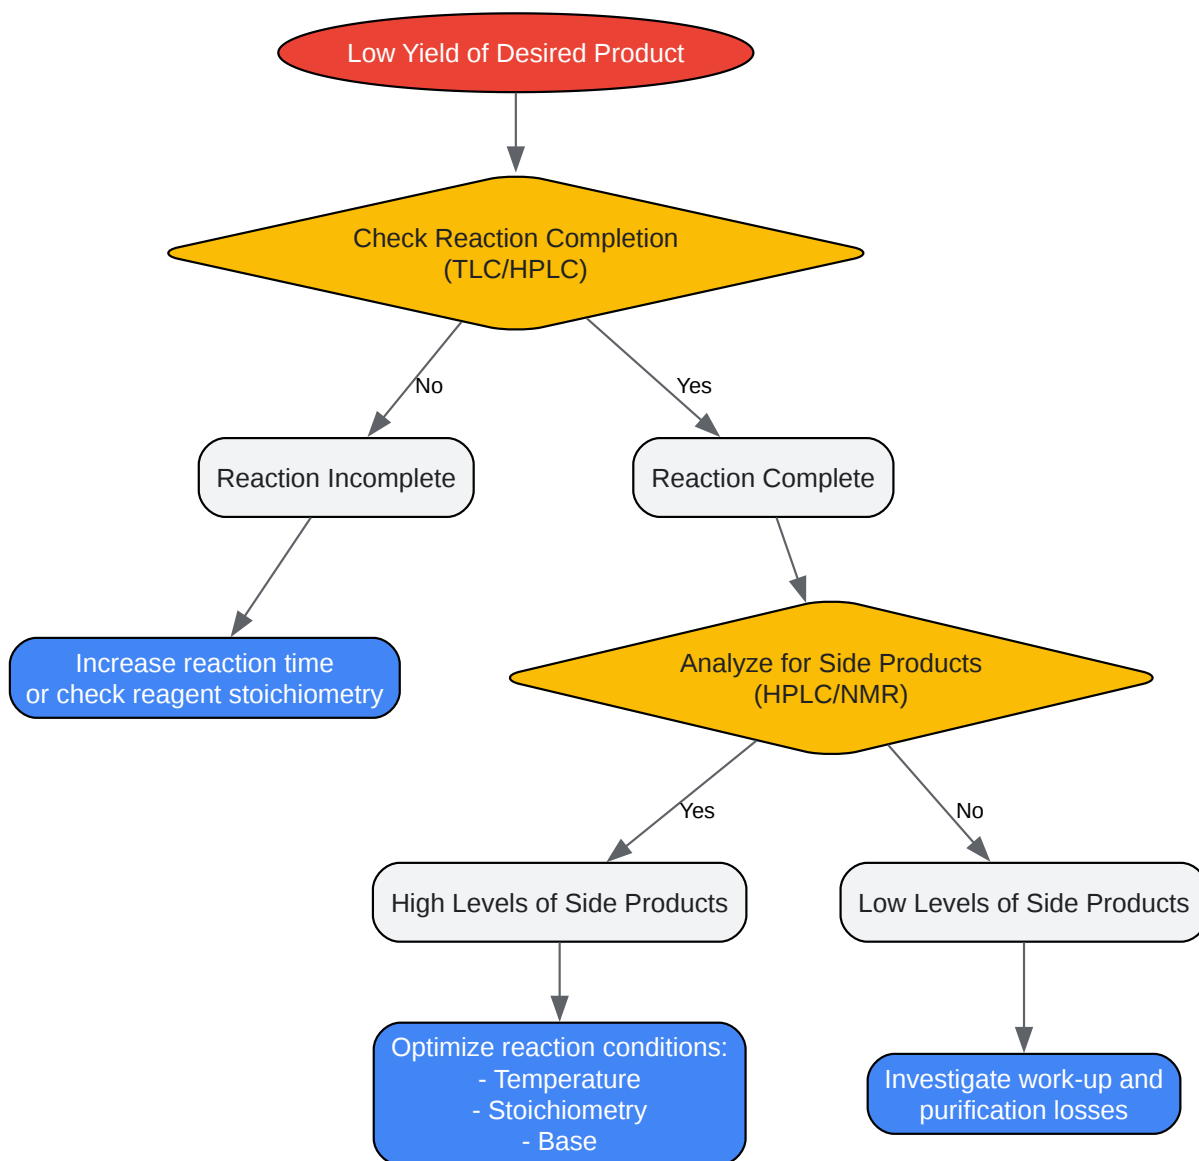 Low Yield of Desired Product
Check Reaction Completion
(TLC/HPLC)
No
Yes
Reaction Incomplete
Reaction Complete
Increase reaction time
or check reagent stoichiometry
Analyze for Side Products
(HPLC/NMR)
Yes
No
High Levels of Side Products
Low Levels of Side Products
Optimize reaction conditions:
- Temperature
- Stoichiometry
- Base
Investigate work-up and
purification losses